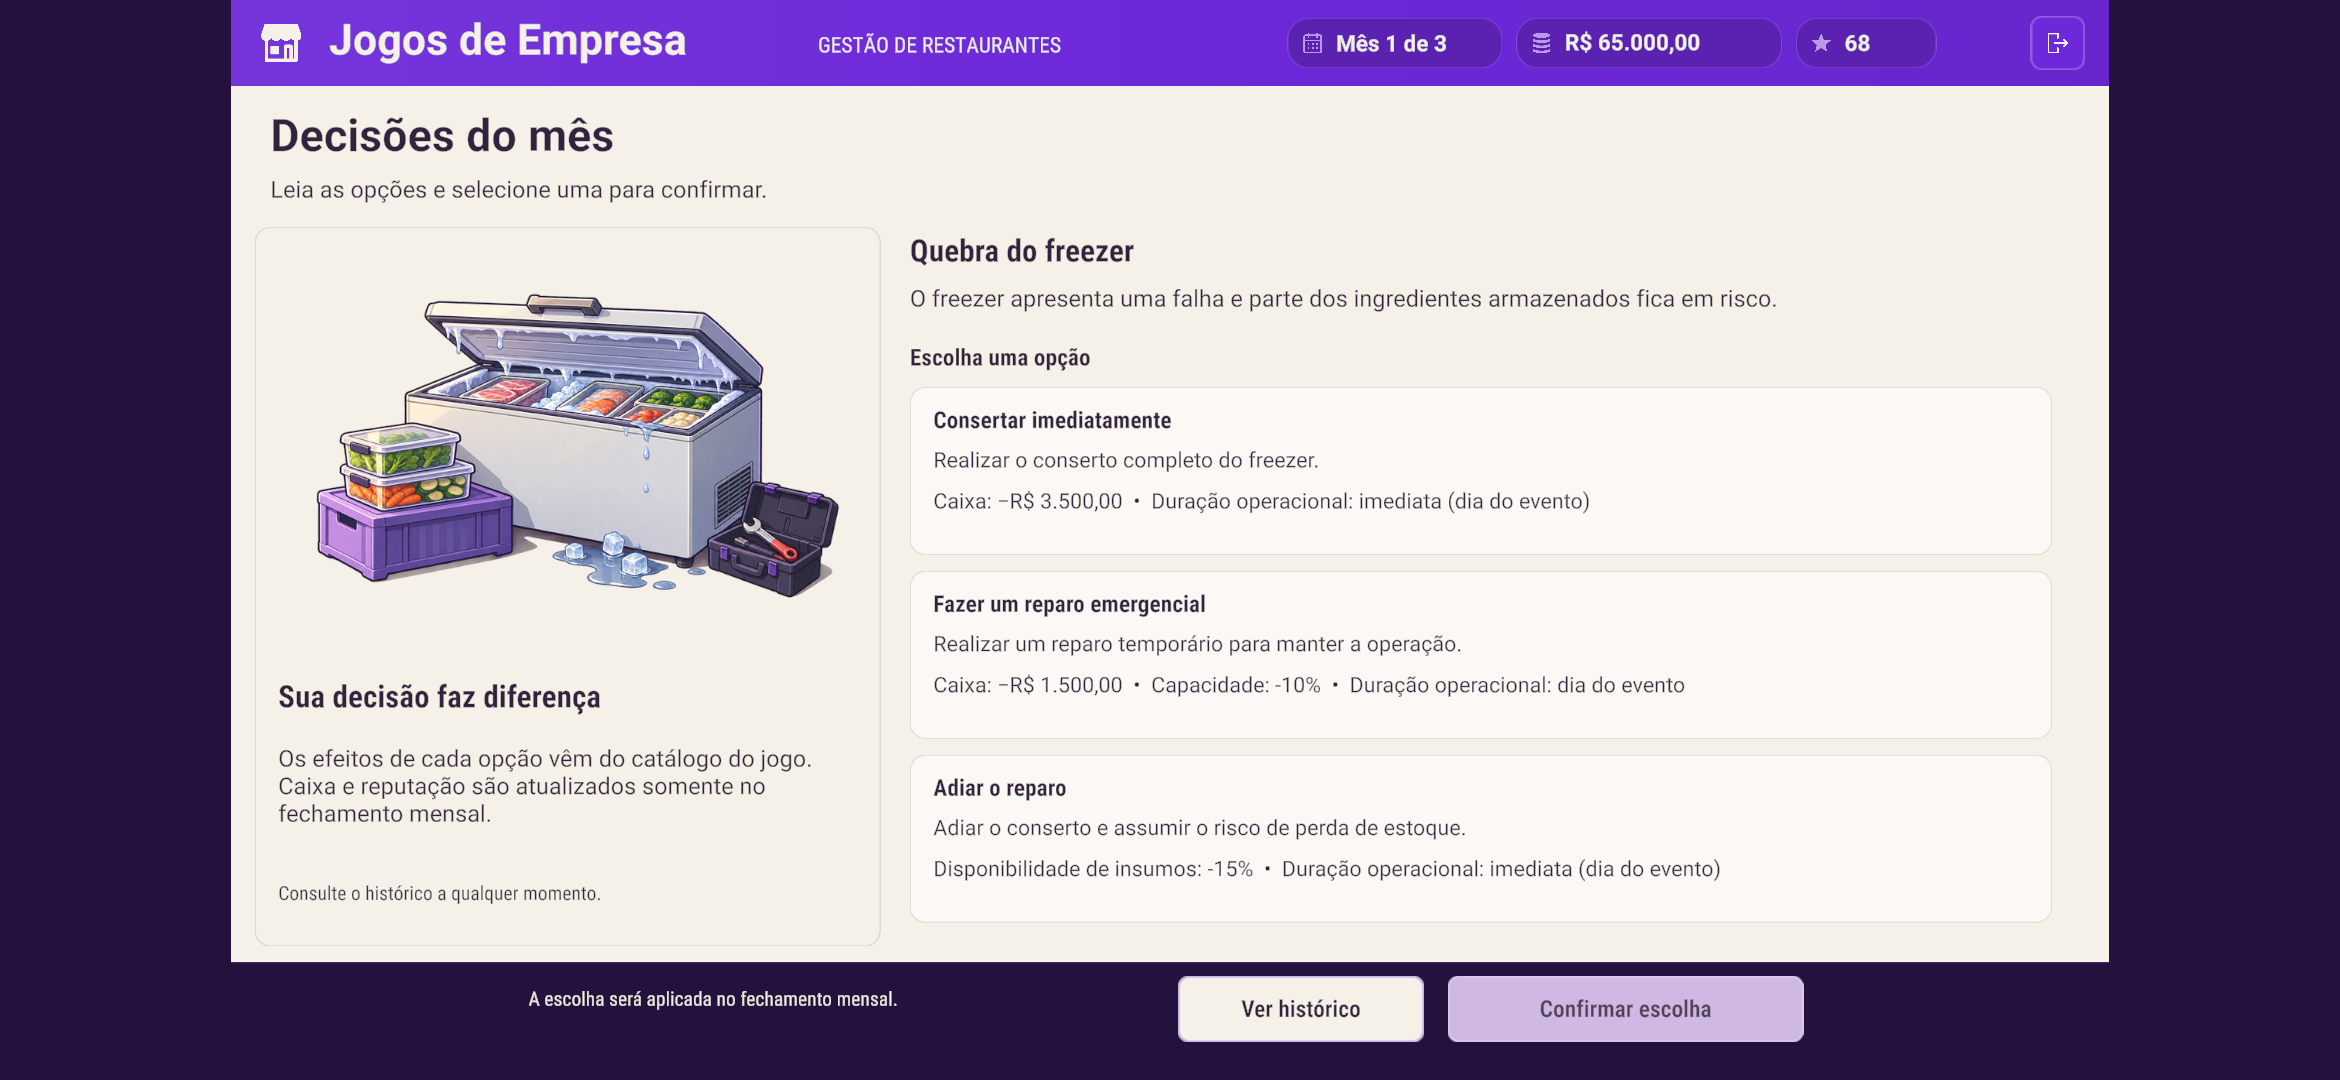 Jogos de Empresa
GESTÃO DE RESTAURANTES
Mês 1 de 3
R$ 65.000,00
68
Decisões do mês
Leia as opções e selecione uma para confirmar.
Sua decisão faz diferença
Os efeitos de cada opção vêm do catálogo do jogo.
Caixa e reputação são atualizados somente no
fechamento mensal.
Consulte o histórico a qualquer momento.
Quebra do freezer
O freezer apresenta uma falha e parte dos ingredientes armazenados fica em risco.
Escolha uma opção
Consertar imediatamente
Realizar o conserto completo do freezer.
Caixa: −R$ 3.500,00 • Duração operacional: imediata (dia do evento)
Fazer um reparo emergencial
Realizar um reparo temporário para manter a operação.
Caixa: −R$ 1.500,00 • Capacidade: -10% • Duração operacional: dia do evento
Adiar o reparo
Adiar o conserto e assumir o risco de perda de estoque.
Disponibilidade de insumos: -15% • Duração operacional: imediata (dia do evento)
A escolha será aplicada no fechamento mensal.
Ver histórico
Confirmar escolha